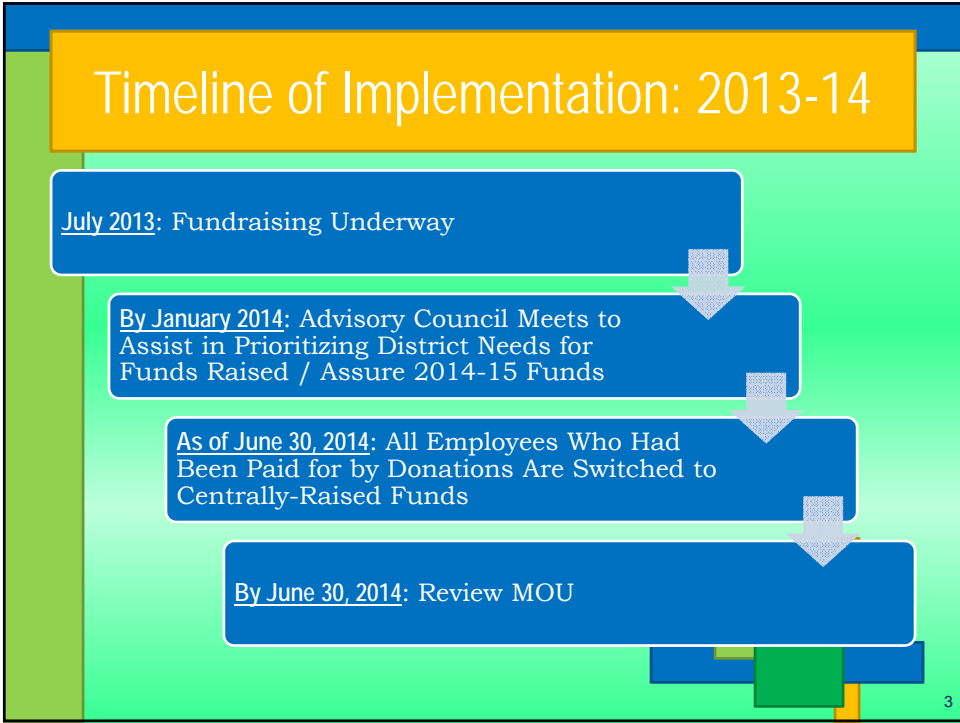 Timeline of Implementation: 2013-14
July 2013: Fundraising Underway
By January 2014: Advisory Council Meets to
Assist in Prioritizing District Needs for
Funds Raised / Assure 2014-15 Funds
As of June 30, 2014: All Employees Who Had
Been Paid for by Donations Are Switched to
Centrally-Raised Funds
By June 30, 2014: Review MOU
3